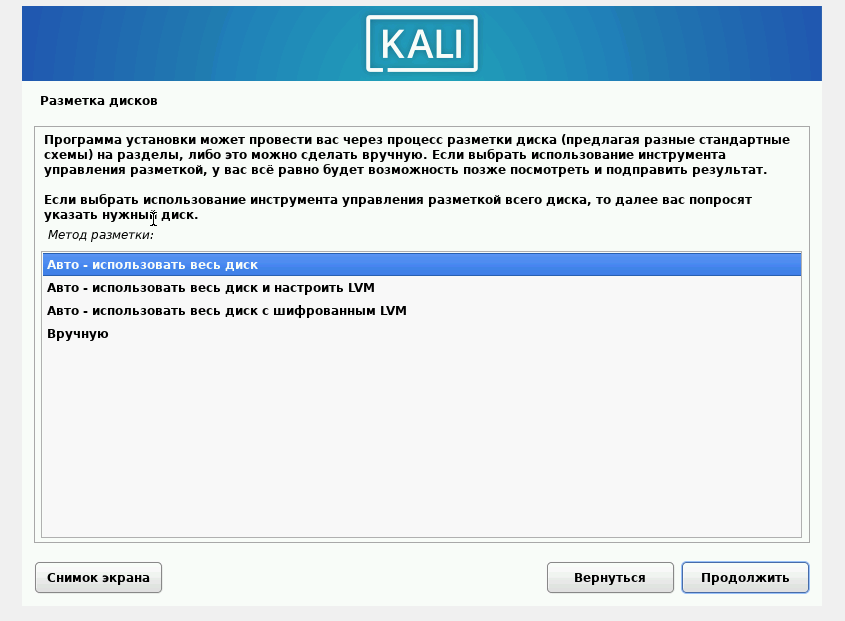 KALI
Разметка дисков
Программа установки может провести вас через процесс разметки диска (предлагая разные стандартные
схемы) на разделы, либо это можно сделать вручную. Если выбрать использование инструмента
управления разметкой, у вас всё равно будет возможность позже посмотреть и подправить результат.
Если выбрать использование инструмента управления разметкой всего диска, то далее вас попросят
указать нужный диск.
Метод разметки:
Авто - использовать весь диск
Авто - использовать весь диск и настроить LVM
Авто - использовать весь диск с шифрованным LVM
Вручную
Снимок экрана
Вернуться
Продолжить